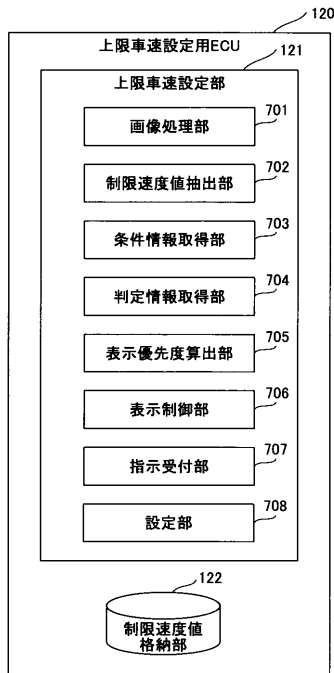 120
上限車速設定用ECU
121
上限車速設定部
701
画像処理部
702
制限速度値抽出部
703
条件情報取得部
704
判定情報取得部
705
表示優先度算出部
706
表示制御部
707
指示受付部
708
設定部
122
制限速度値
格納部